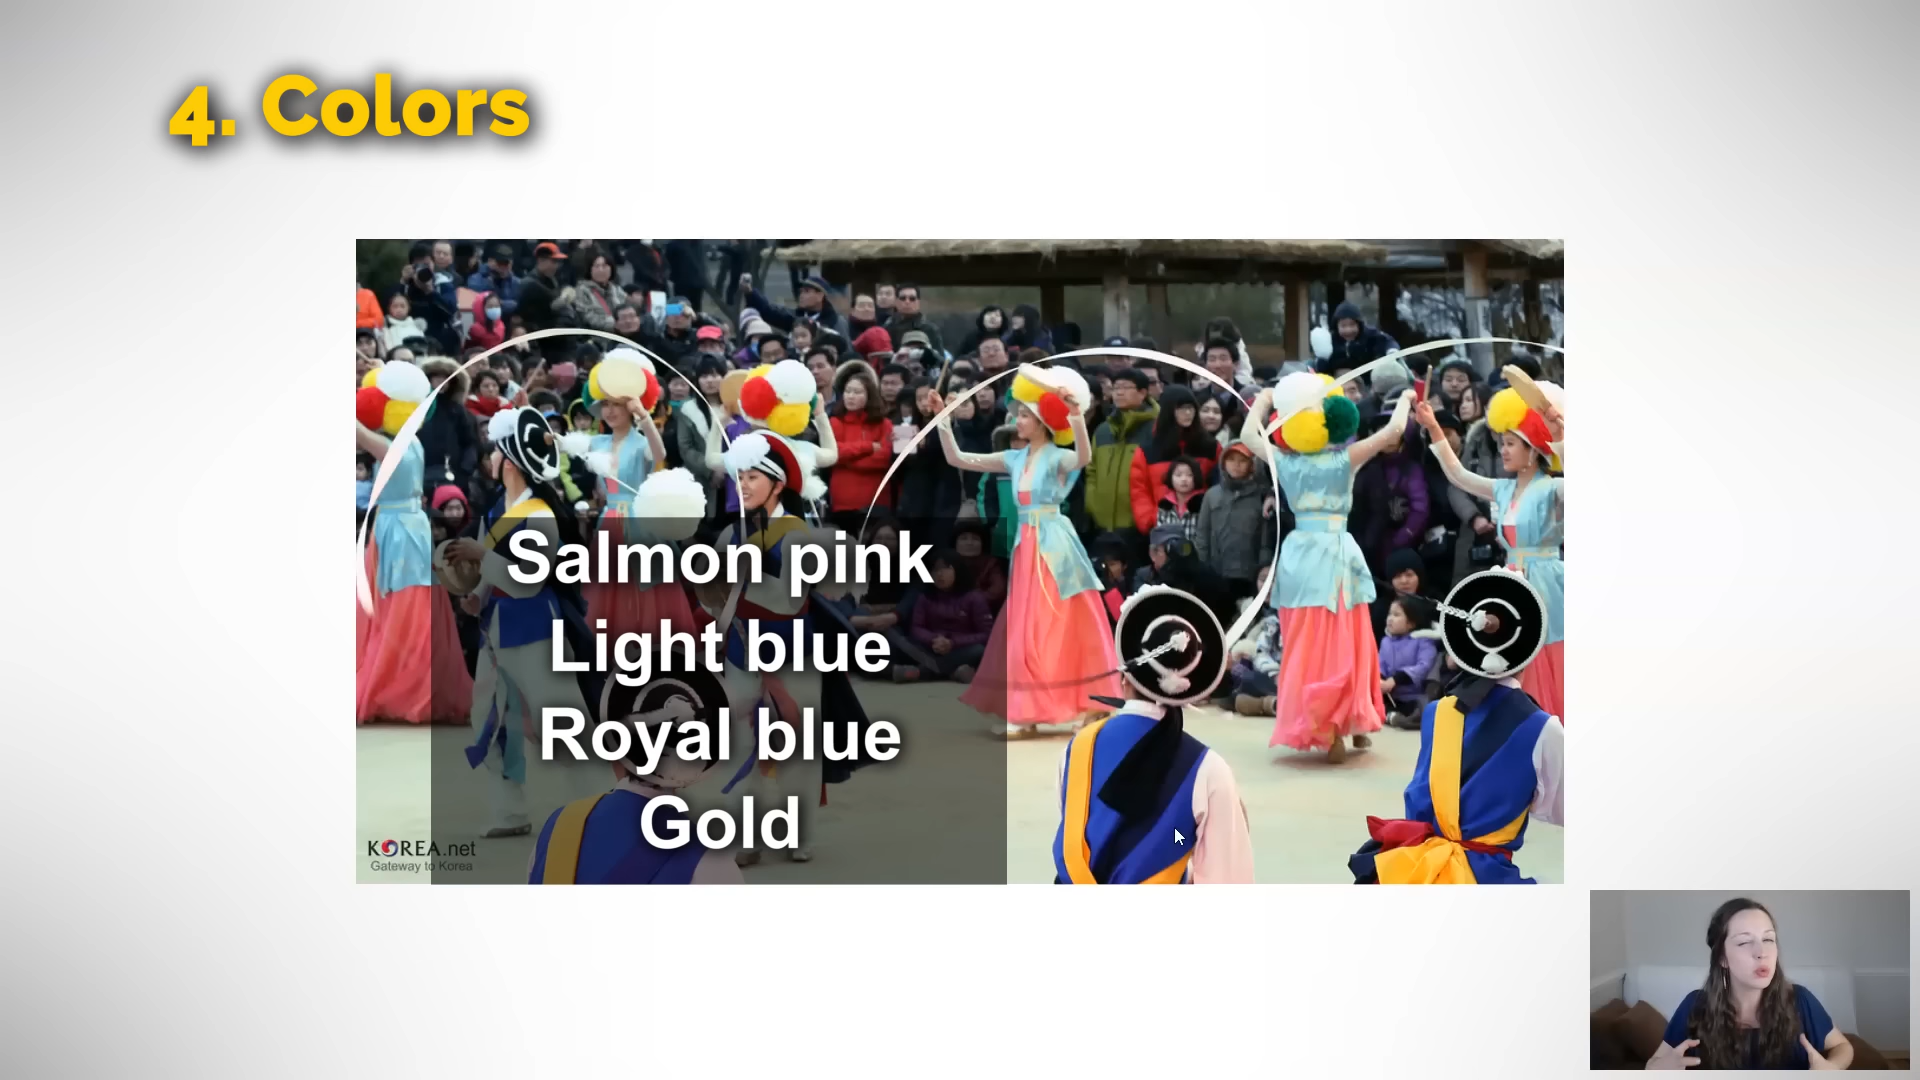 4. Colors
Salmon pink
Light blue
Royal blue
Gold
KOREA.net
Gateway to Korea